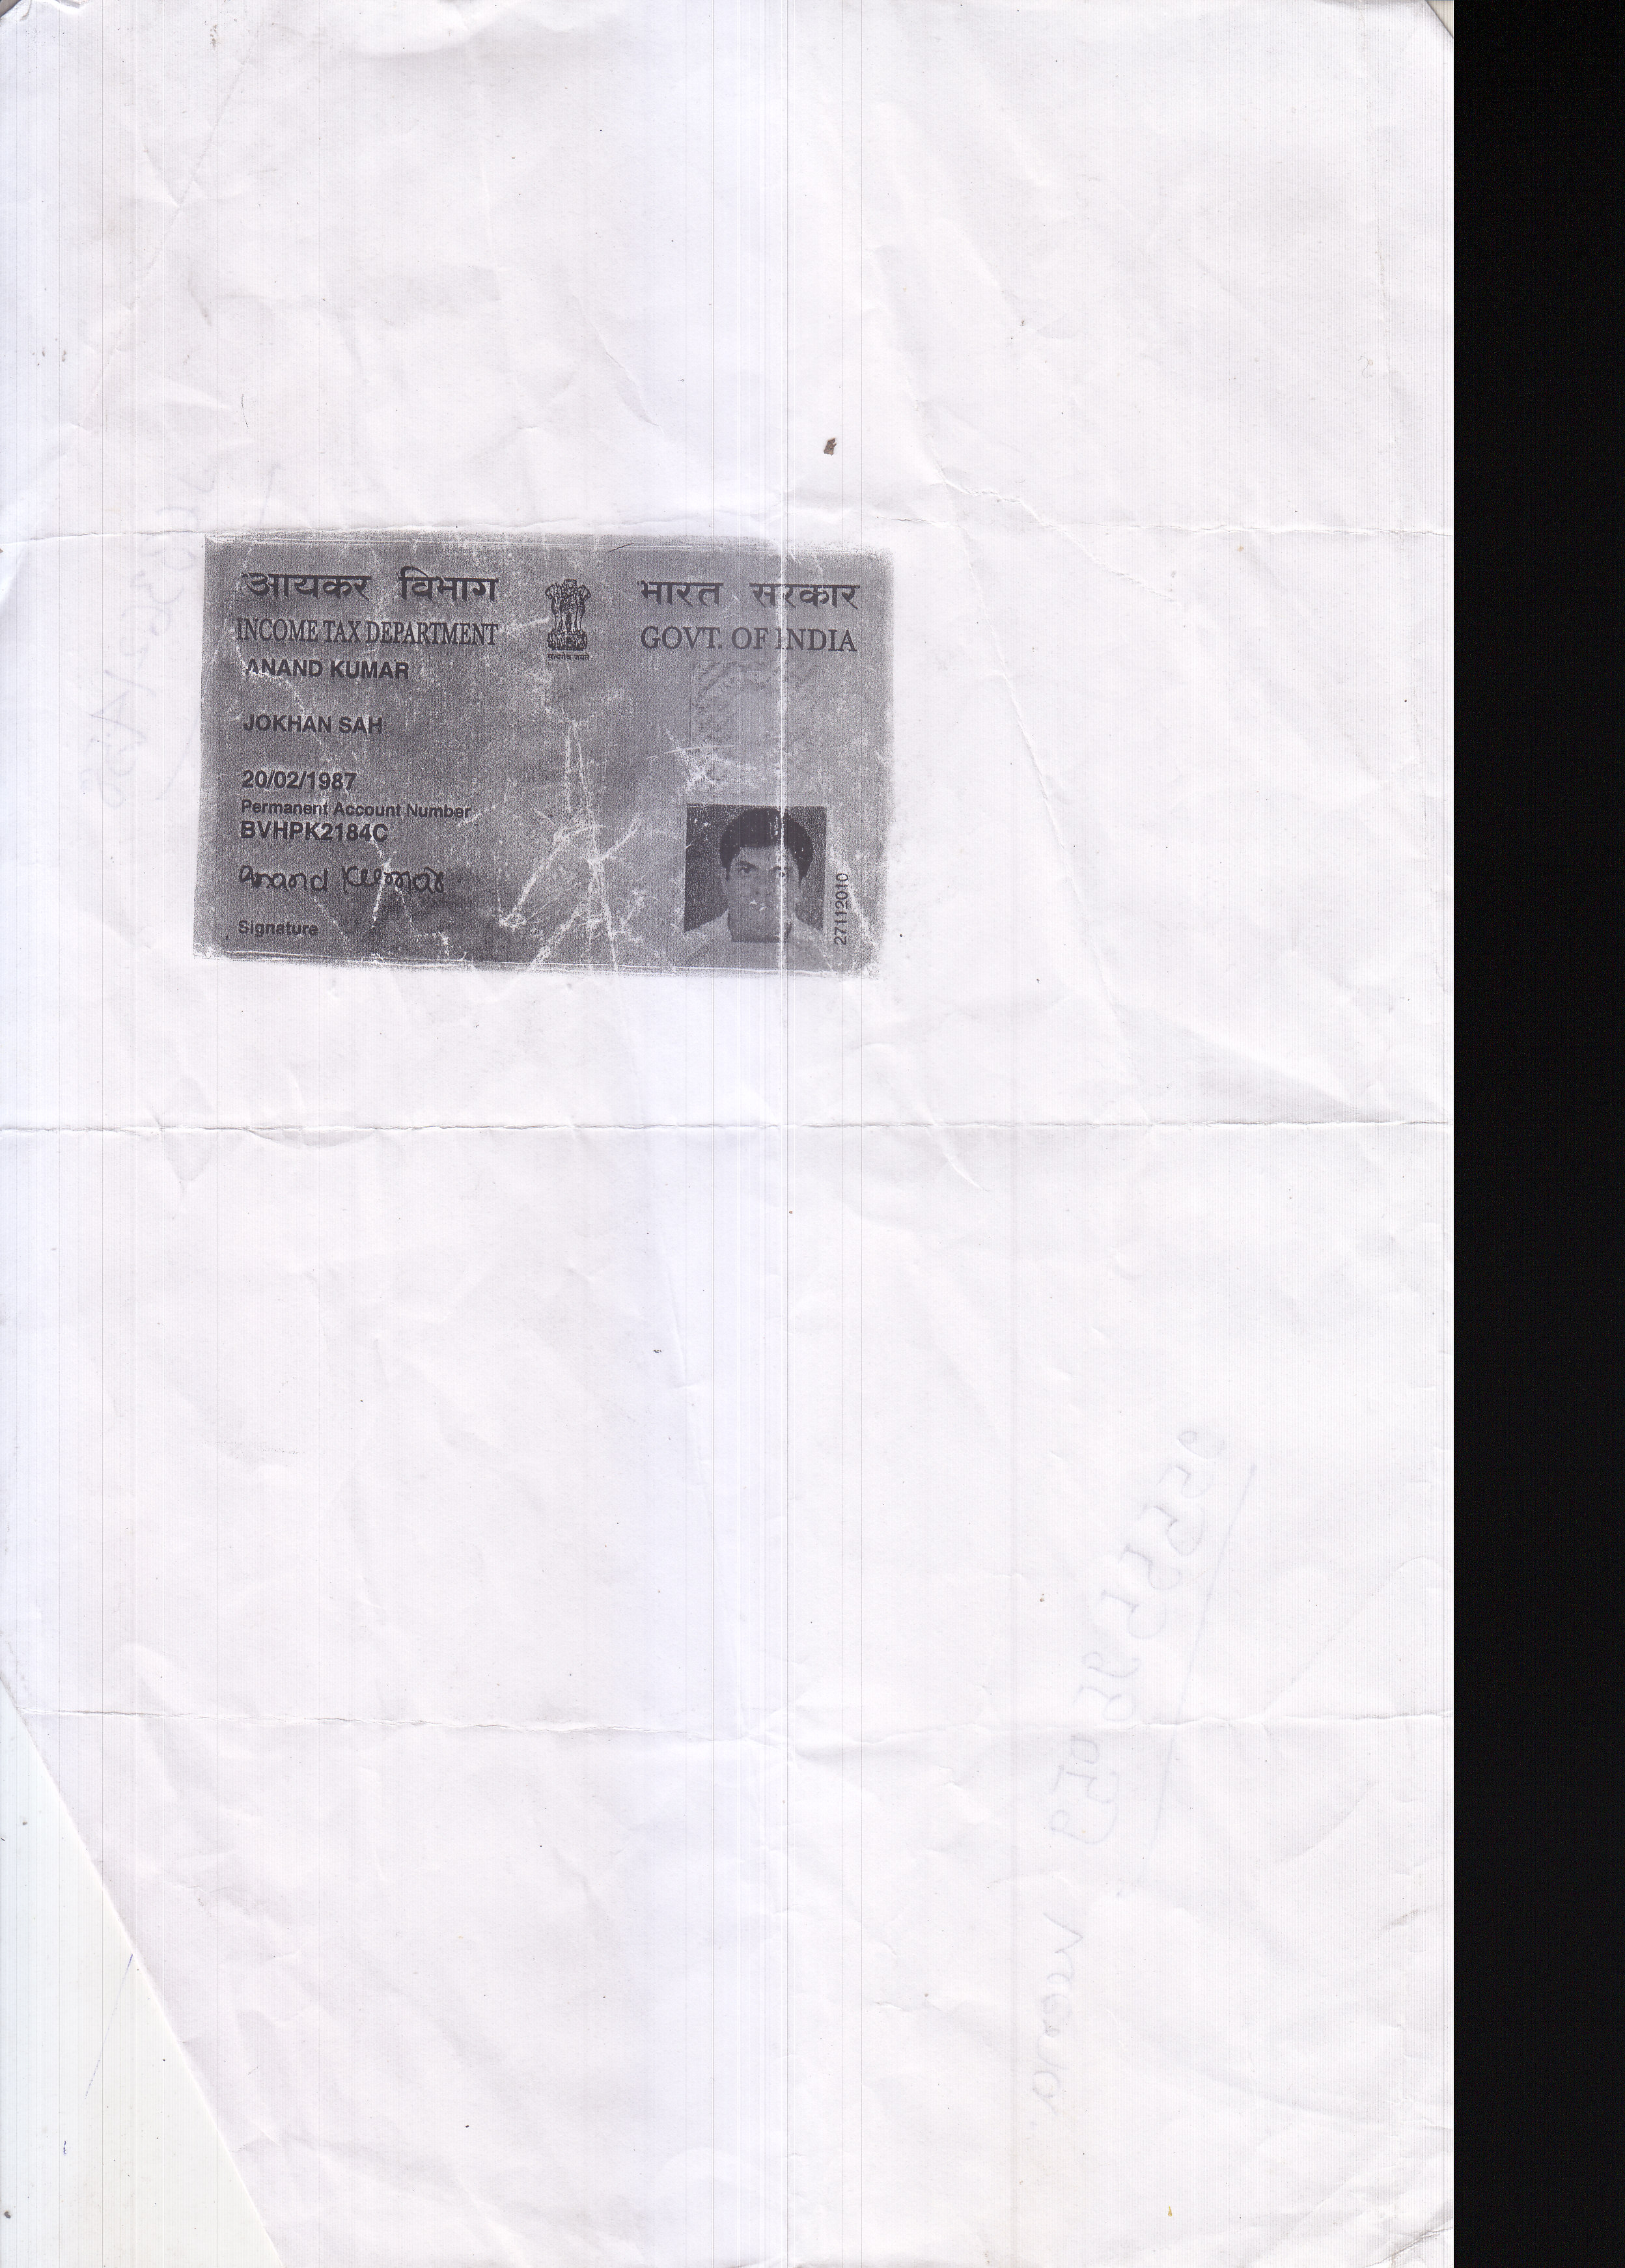 आयकर विभाग
INCOME TAX DEPARTMENT
भारत सरकार
GOVT. OF INDIA
सत्यमेव जयते
ANAND KUMAR
JOKHAN SAH
20/02/1987
Permanent Account Number
BVHPK2184C
Anand Kumar
Signature
27112010